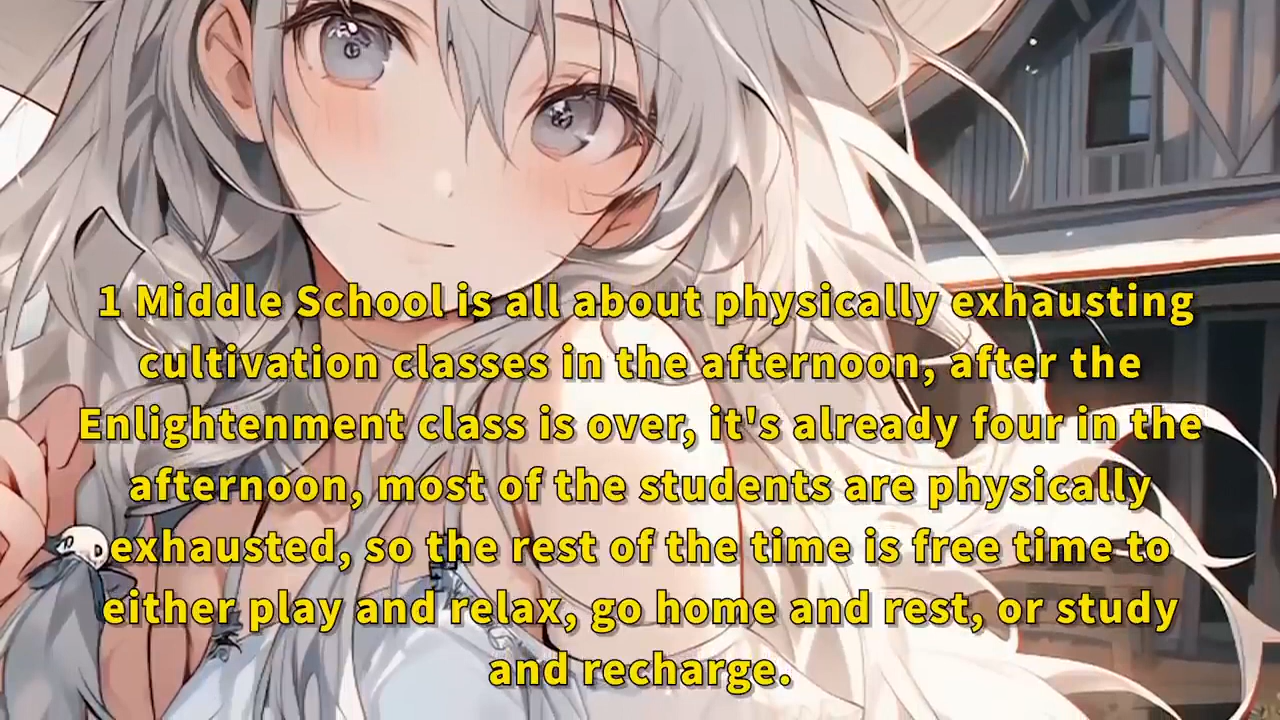 1 Middle School is all about physically exhausting
cultivation classes in the afternoon, after the
Enlightenment class is over, it's already four in the
afternoon, most of the students are physically
exhausted, so the rest of the time is free time to
either play and relax, go home and rest, or study
and recharge.